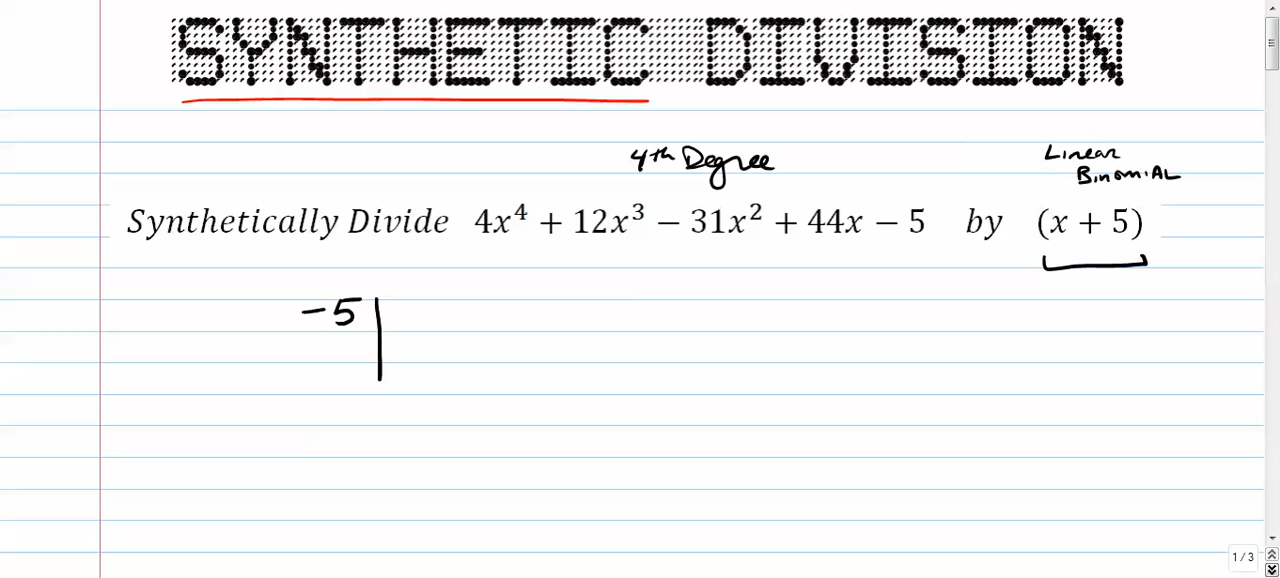 SYNTHETIC DIVISION
4th Degree
Linear
BinomiAL
Synthetically Divide 4x⁴ + 12x³ − 31x² + 44x − 5 by (x + 5)
−5
1 / 3